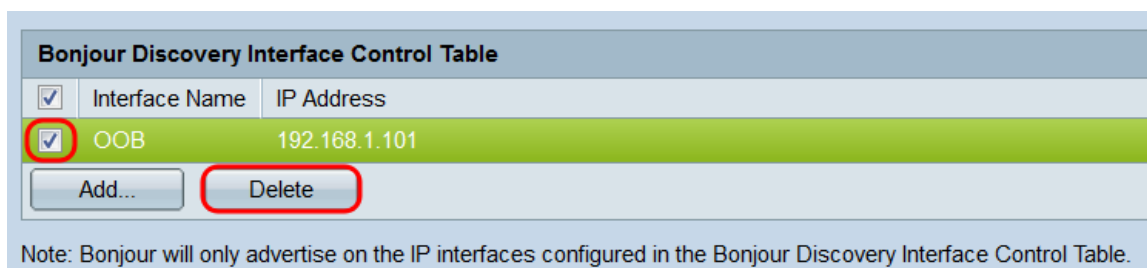 Bonjour Discovery Interface Control Table
Interface Name IP Address
OOB 192.168.1.101
Add... Delete
Note: Bonjour will only advertise on the IP interfaces configured in the Bonjour Discovery Interface Control Table.